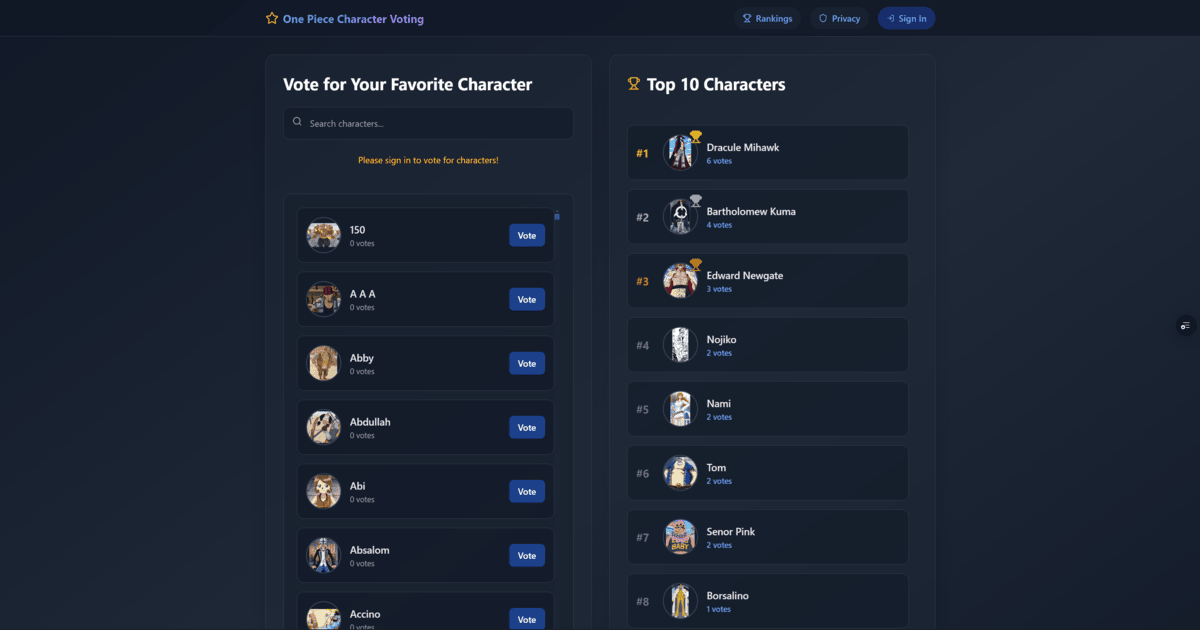 One Piece Character Voting
Rankings
Privacy
Sign In
Vote for Your Favorite Character
Search characters...
Please sign in to vote for characters!
150
0 votes
Vote
A A A
0 votes
Vote
Abby
0 votes
Vote
Abdullah
0 votes
Vote
Abi
0 votes
Vote
Absalom
0 votes
Vote
Accino
0 votes
Vote
Top 10 Characters
#1
Dracule Mihawk
6 votes
#2
Bartholomew Kuma
4 votes
#3
Edward Newgate
3 votes
#4
Nojiko
2 votes
#5
Nami
2 votes
#6
Tom
2 votes
#7
Senor Pink
2 votes
#8
Borsalino
1 votes